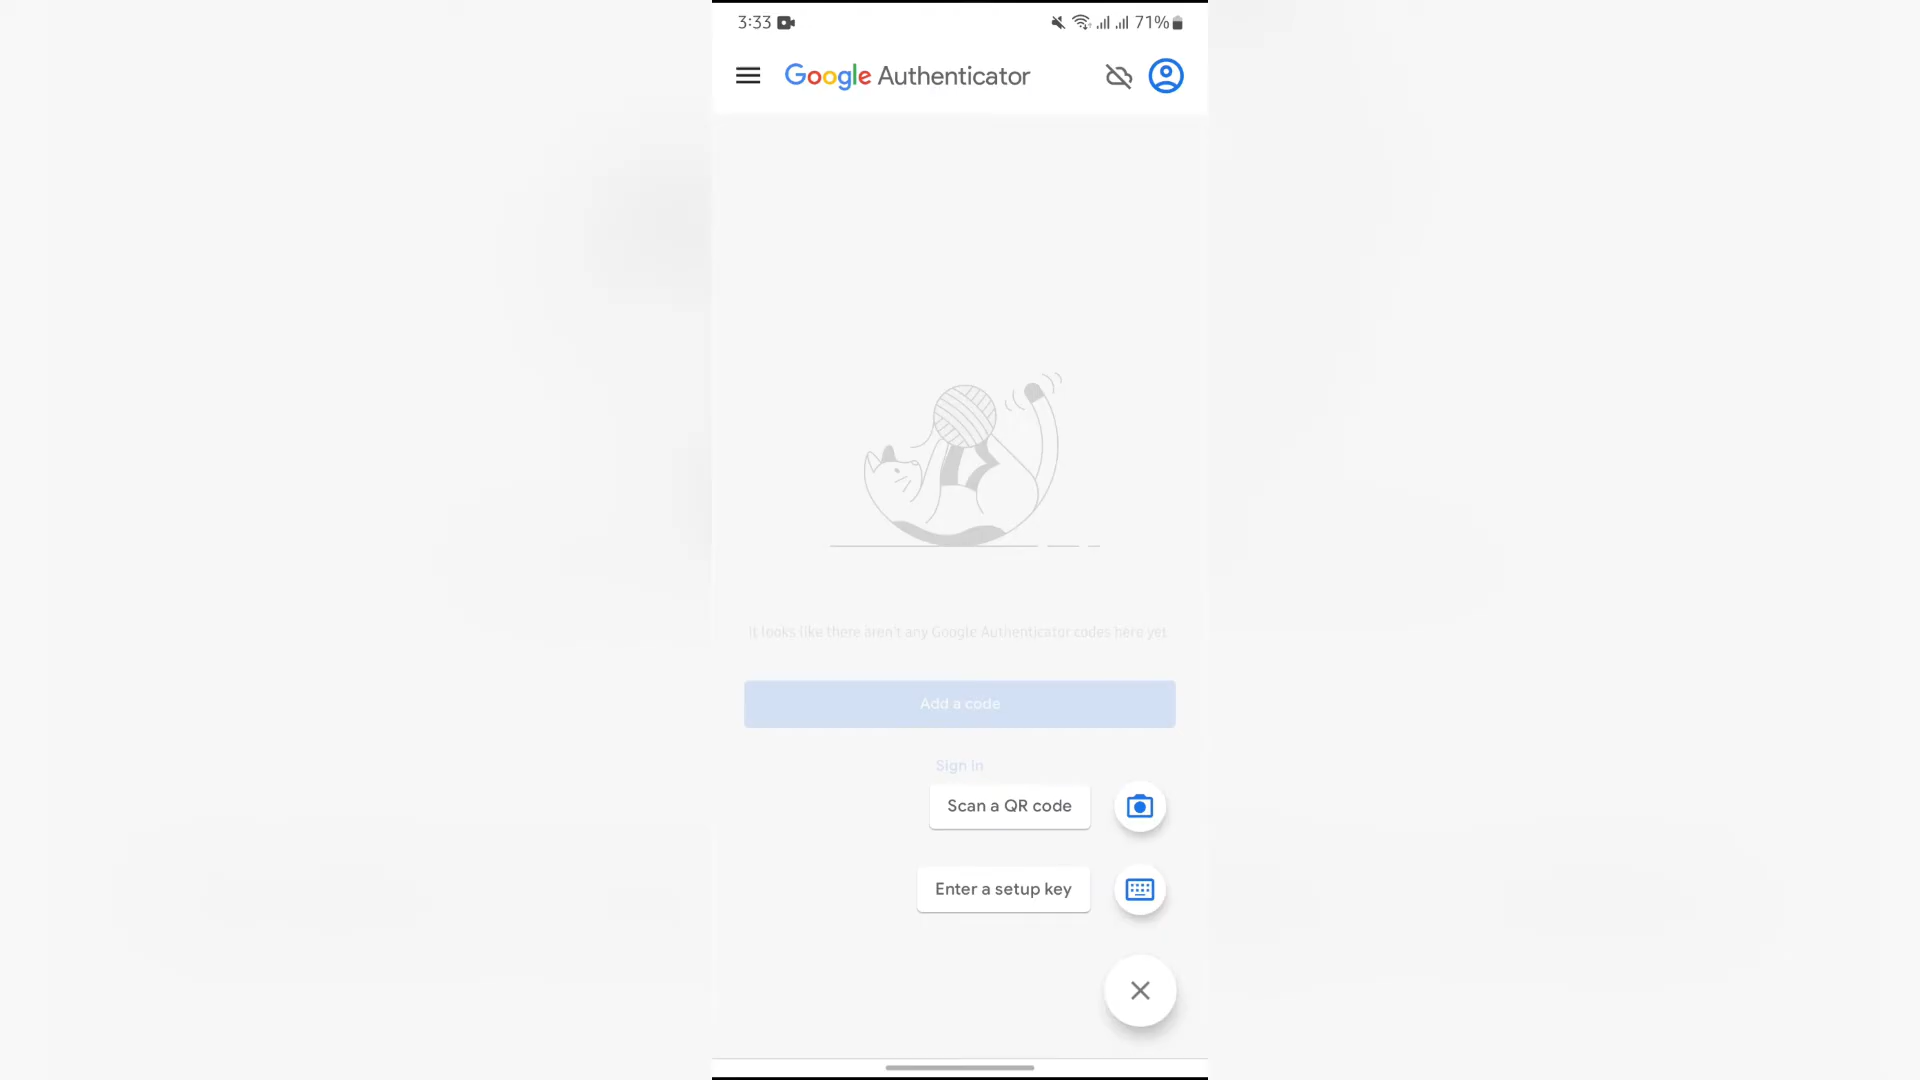 3:33 71%
Google Authenticator
It looks like there aren't any Google Authenticator codes here yet
Add a code
Sign in
Scan a QR code
Enter a setup key